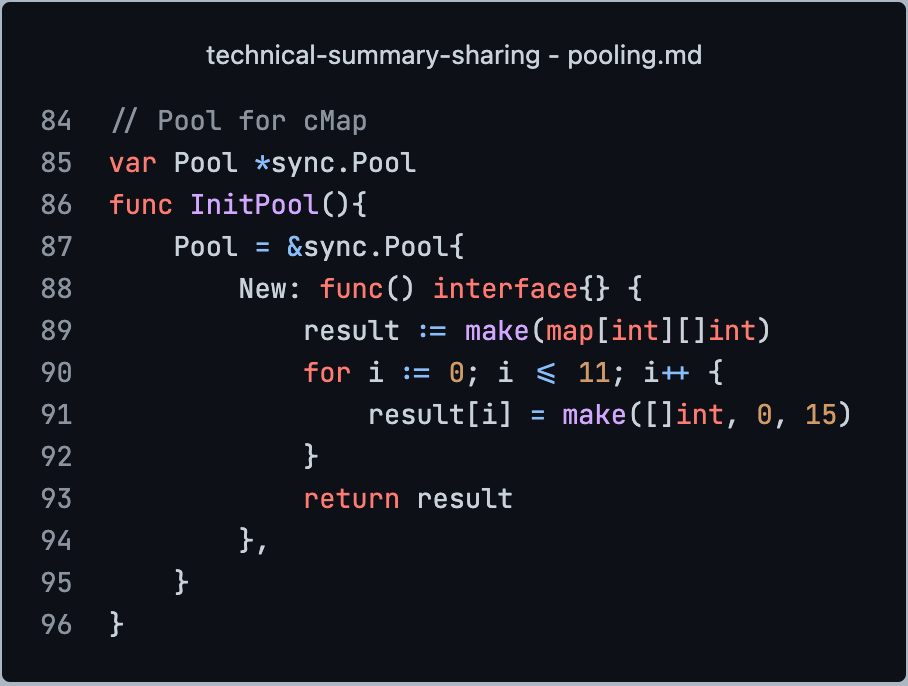 technical-summary-sharing - pooling.md
84 // Pool for cMap
85 var Pool *sync.Pool
86 func InitPool(){
87     Pool = &sync.Pool{
88         New: func() interface{} {
89             result := make(map[int][]int)
90             for i := 0; i <= 11; i++ {
91                 result[i] = make([]int, 0, 15)
92             }
93             return result
94         },
95     }
96 }